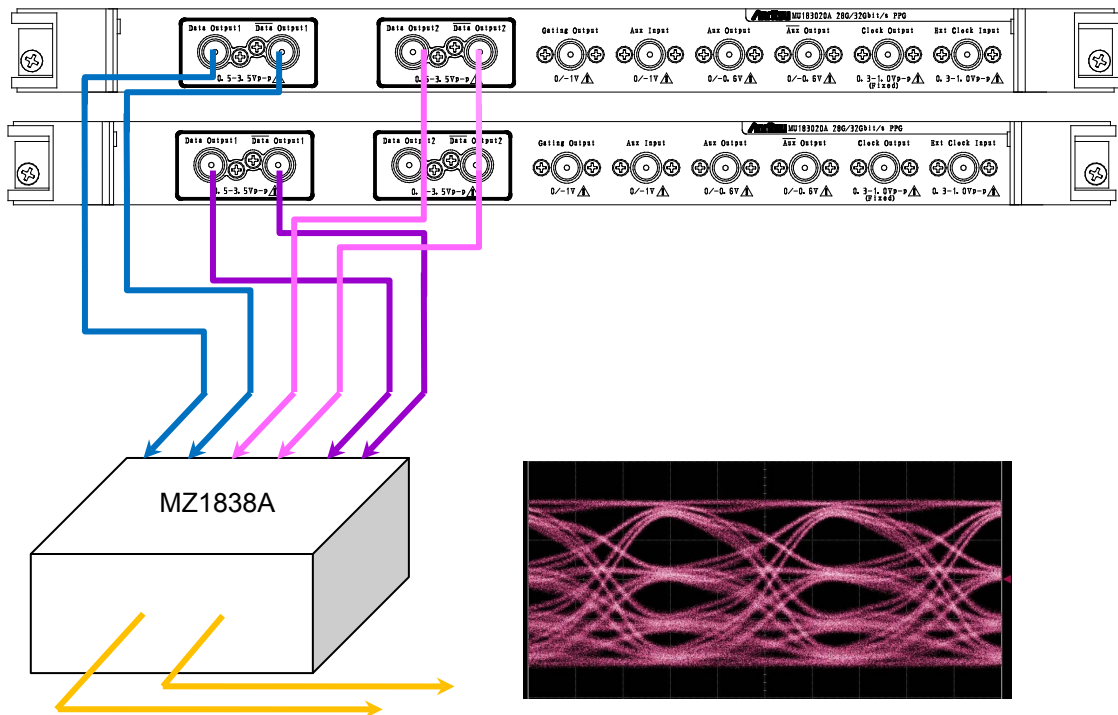 MU183020A 28G/32Gbit/s PPG
Data Output1 Data Output1 Data Output2 Data Output2 Gating Output Aux Input Aux Output Aux Output Clock Output Ext Clock Input
0.5-3.5Vp-p 0.5-3.5Vp-p 0/-1V 0/-1V 0/-0.6V 0/-0.6V 0.3-1.0Vp-p 0.3-1.0Vp-p
(Fixed)
MU183020A 28G/32Gbit/s PPG
Data Output1 Data Output1 Data Output2 Data Output2 Gating Output Aux Input Aux Output Aux Output Clock Output Ext Clock Input
0.5-3.5Vp-p 0.5-3.5Vp-p 0/-1V 0/-1V 0/-0.6V 0/-0.6V 0.3-1.0Vp-p 0.3-1.0Vp-p
(Fixed)
MZ1838A